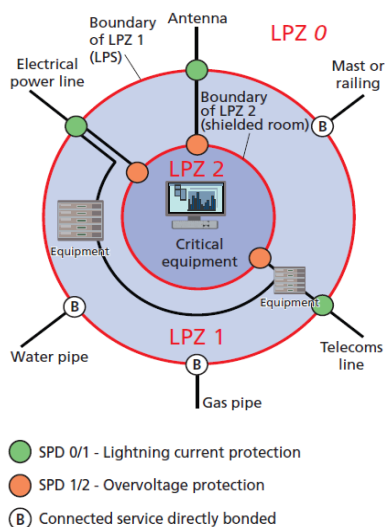 Antenna
LPZ 0
Boundary
of LPZ 1
(LPS)
Electrical
power line
Mast or
railing
Boundary
of LPZ 2
(shielded room)
B
LPZ 2
Critical
equipment
Equipment
Equipment
B
Water pipe
LPZ 1
Telecoms
line
B
Gas pipe
SPD 0/1 - Lightning current protection
SPD 1/2 - Overvoltage protection
B Connected service directly bonded